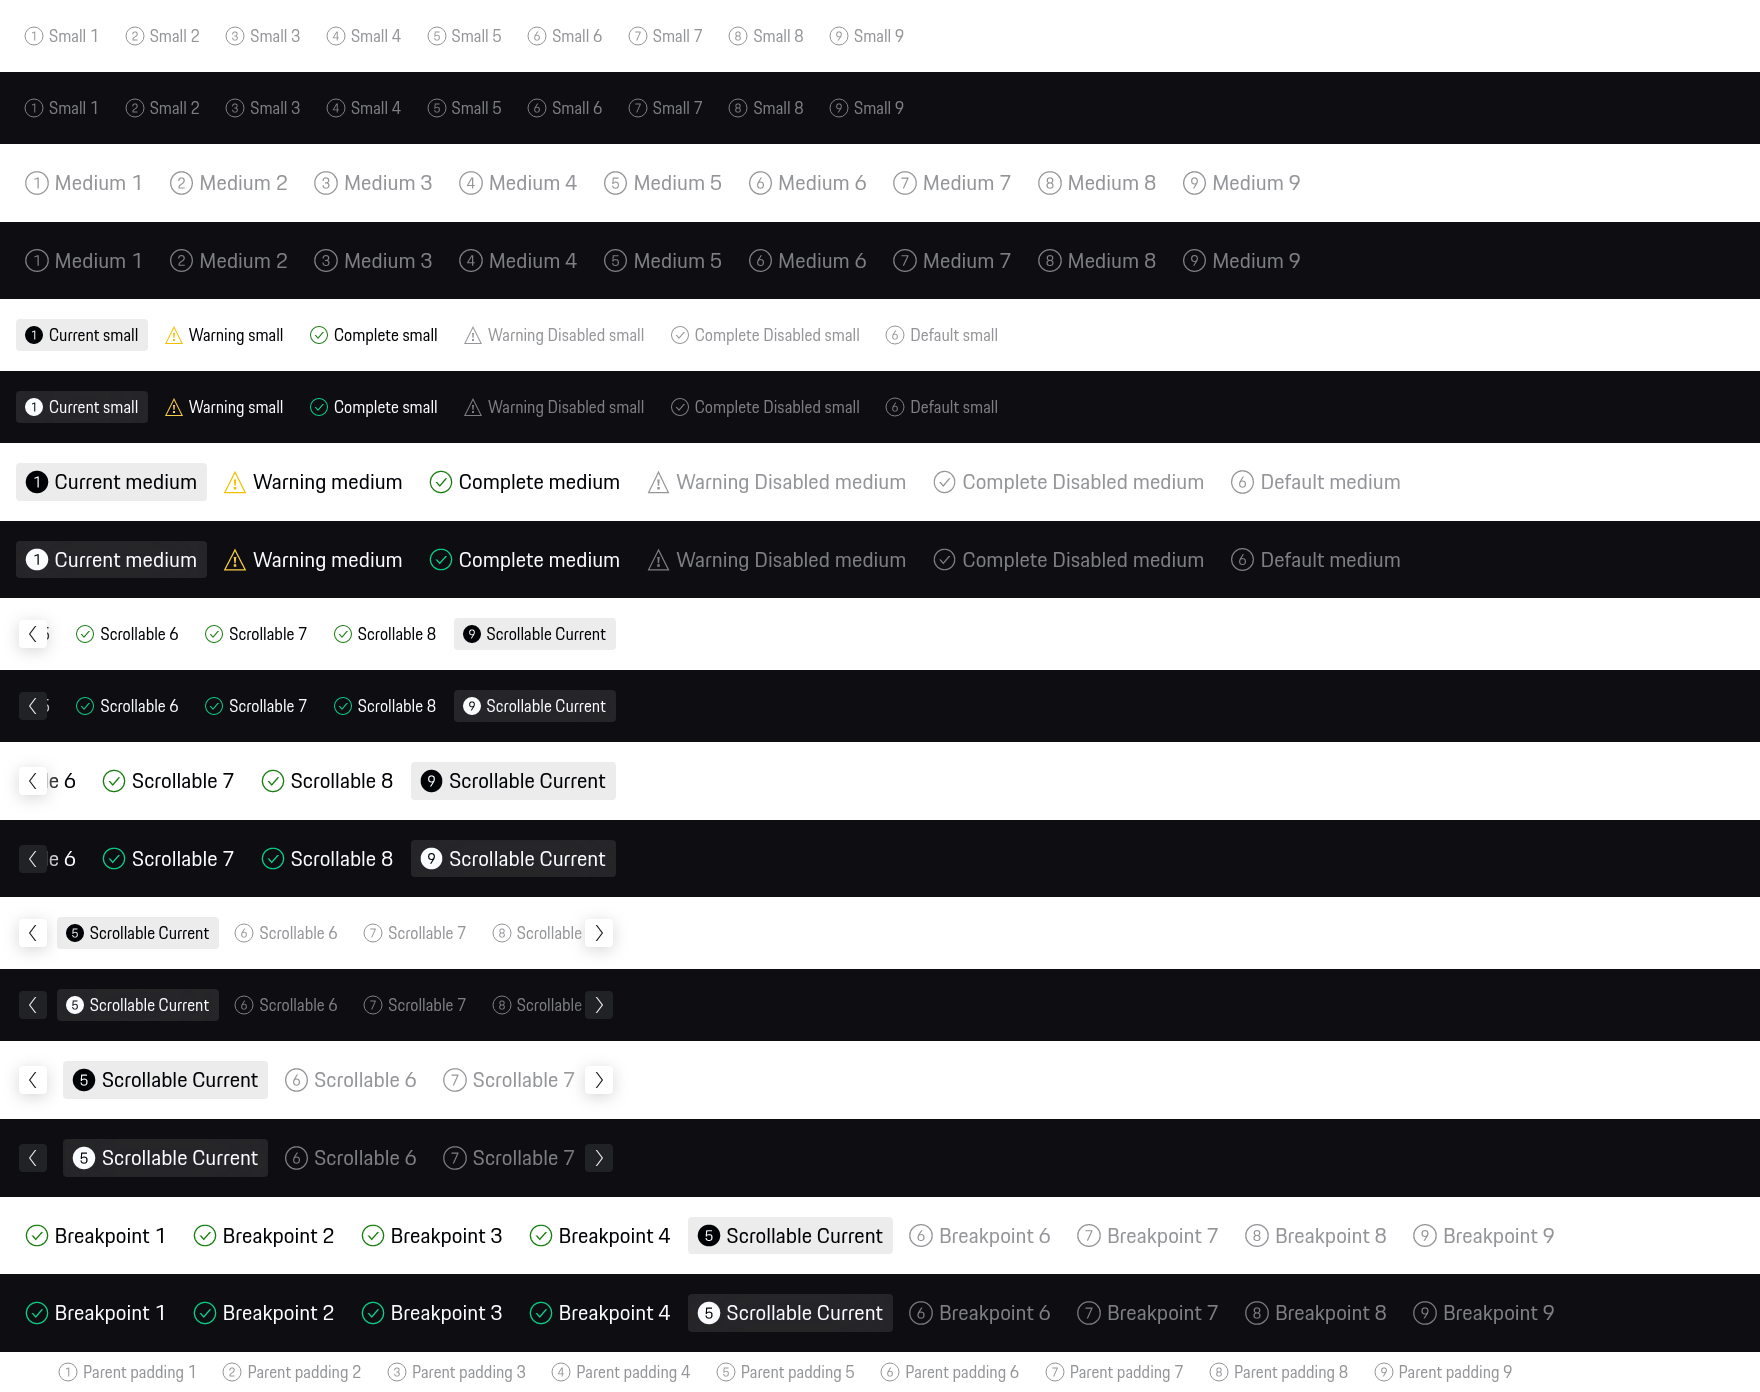 1 Small 1 2 Small 2 3 Small 3 4 Small 4 5 Small 5 6 Small 6 7 Small 7 8 Small 8 9 Small 9
1 Small 1 2 Small 2 3 Small 3 4 Small 4 5 Small 5 6 Small 6 7 Small 7 8 Small 8 9 Small 9
1 Medium 1 2 Medium 2 3 Medium 3 4 Medium 4 5 Medium 5 6 Medium 6 7 Medium 7 8 Medium 8 9 Medium 9
1 Medium 1 2 Medium 2 3 Medium 3 4 Medium 4 5 Medium 5 6 Medium 6 7 Medium 7 8 Medium 8 9 Medium 9
1 Current small Warning small Complete small Warning Disabled small Complete Disabled small 6 Default small
1 Current small Warning small Complete small Warning Disabled small Complete Disabled small 6 Default small
1 Current medium Warning medium Complete medium Warning Disabled medium Complete Disabled medium 6 Default medium
1 Current medium Warning medium Complete medium Warning Disabled medium Complete Disabled medium 6 Default medium
Scrollable 6 Scrollable 7 Scrollable 8 9 Scrollable Current
Scrollable 6 Scrollable 7 Scrollable 8 9 Scrollable Current
le 6 Scrollable 7 Scrollable 8 9 Scrollable Current
le 6 Scrollable 7 Scrollable 8 9 Scrollable Current
5 Scrollable Current 6 Scrollable 6 7 Scrollable 7 8 Scrollable
5 Scrollable Current 6 Scrollable 6 7 Scrollable 7 8 Scrollable
5 Scrollable Current 6 Scrollable 6 7 Scrollable 7
5 Scrollable Current 6 Scrollable 6 7 Scrollable 7
Breakpoint 1 Breakpoint 2 Breakpoint 3 Breakpoint 4 5 Scrollable Current 6 Breakpoint 6 7 Breakpoint 7 8 Breakpoint 8 9 Breakpoint 9
Breakpoint 1 Breakpoint 2 Breakpoint 3 Breakpoint 4 5 Scrollable Current 6 Breakpoint 6 7 Breakpoint 7 8 Breakpoint 8 9 Breakpoint 9
1 Parent padding 1 2 Parent padding 2 3 Parent padding 3 4 Parent padding 4 5 Parent padding 5 6 Parent padding 6 7 Parent padding 7 8 Parent padding 8 9 Parent padding 9